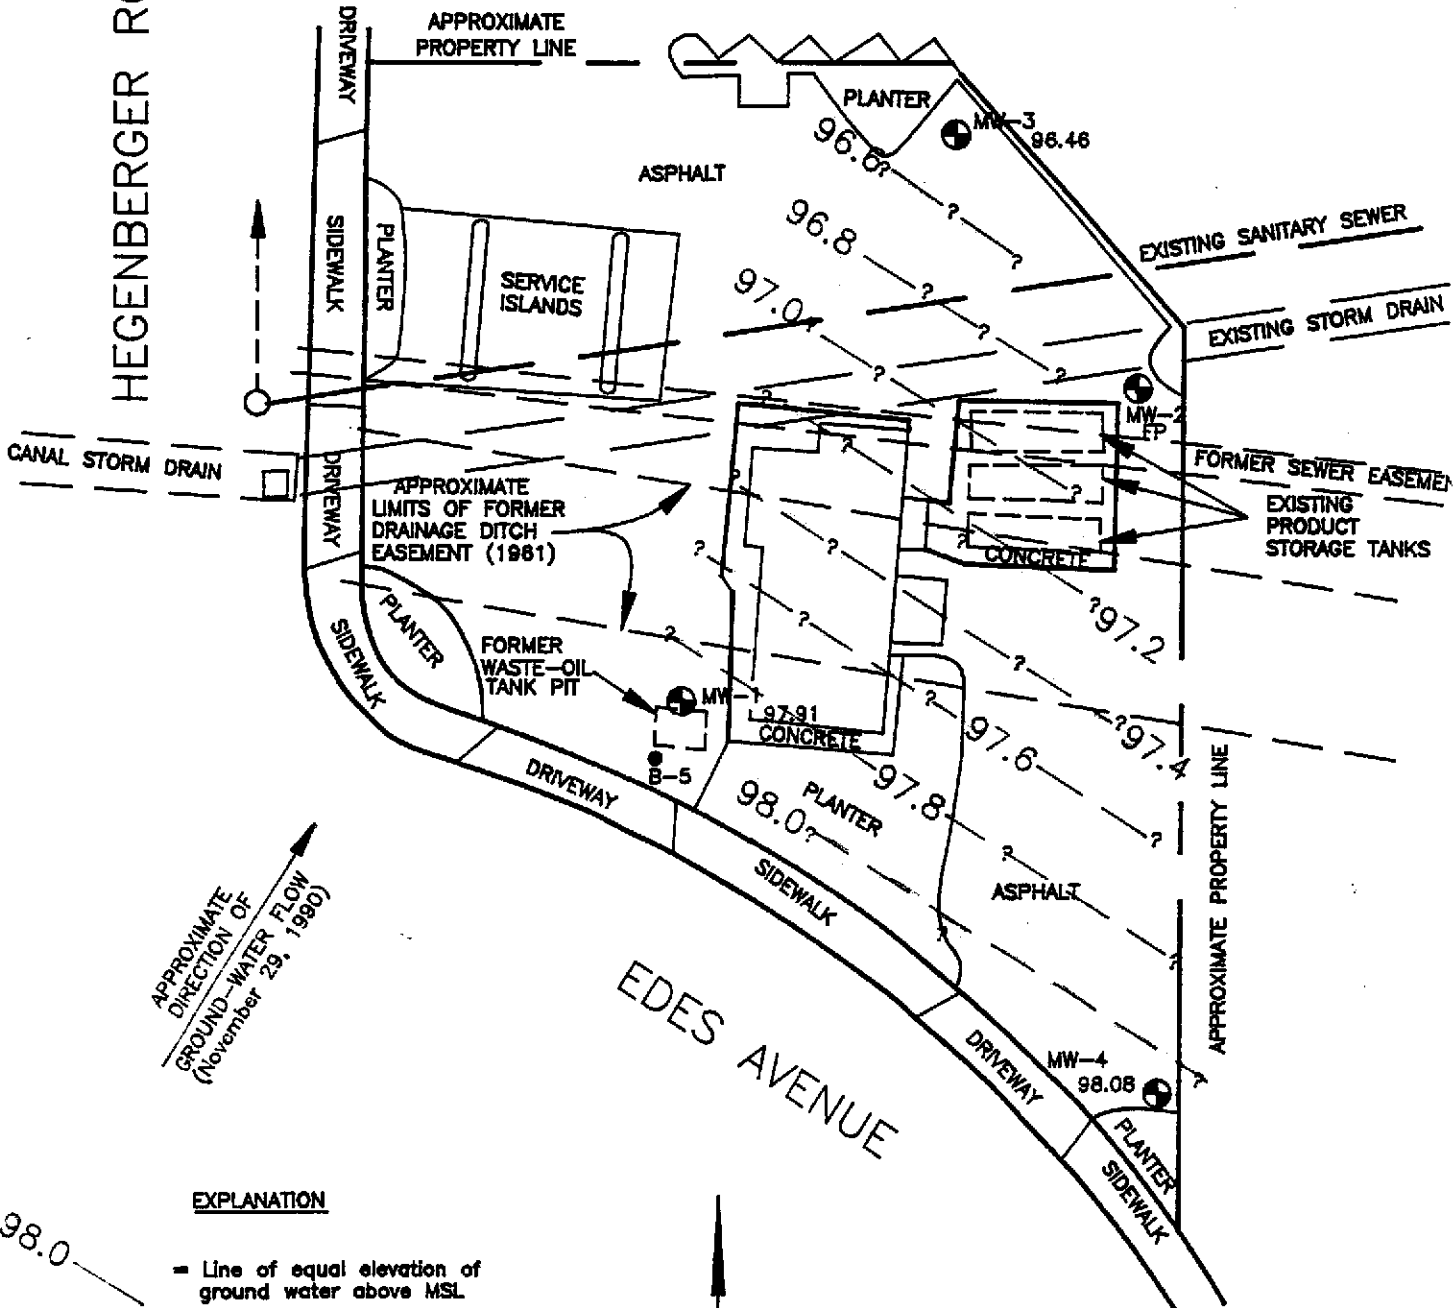 HEGENBERGER
DRIVEWAY
APPROXIMATE
PROPERTY LINE
PLANTER
MW-3
96.46
ASPHALT
96.6?
96.8
97.0
SIDEWALK
PLANTER
SERVICE
ISLANDS
EXISTING SANITARY SEWER
EXISTING STORM DRAIN
MW-2
FP
CANAL STORM DRAIN
DRIVEWAY
APPROXIMATE
LIMITS OF FORMER
DRAINAGE DITCH
EASEMENT (1961)
FORMER SEWER EASEMEN
EXISTING
PRODUCT
STORAGE TANKS
CONCRETE
?97.2
PLANTER
SIDEWALK
FORMER
WASTE-OIL
TANK PIT
MW-1
97.91
CONCRETE
97.6
?97.4
B-5
DRIVEWAY
98.0?
PLANTER
97.8
SIDEWALK
ASPHALT
APPROXIMATE PROPERTY LINE
APPROXIMATE
DIRECTION OF
GROUND-WATER FLOW
(November 29, 1990)
EDES AVENUE
DRIVEWAY
MW-4
98.08
PLANTER
SIDEWALK
EXPLANATION
98.0
= Line of equal elevation of
ground water above MSL